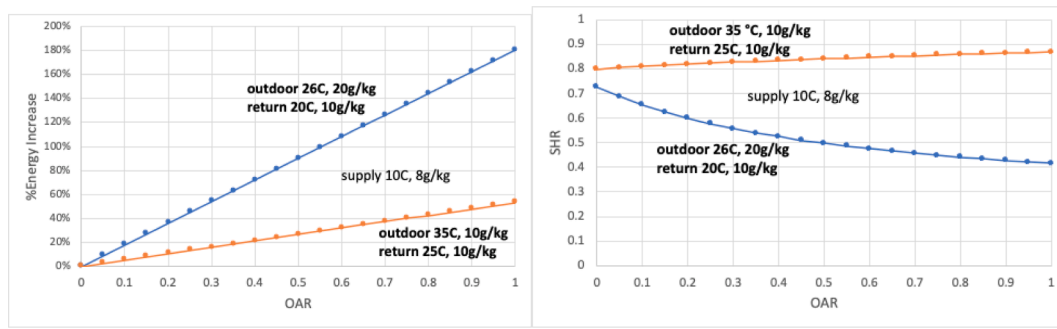 200%
180%
160%
140%
120%
100%
80%
60%
40%
20%
0%
%Energy Increase
outdoor 26C, 20g/kg
return 20C, 10g/kg
supply 10C, 8g/kg
outdoor 35C, 10g/kg
return 25C, 10g/kg
0 0.1 0.2 0.3 0.4 0.5 0.6 0.7 0.8 0.9 1
OAR
1
0.9
0.8
0.7
0.6
0.5
0.4
0.3
0.2
0.1
0
SHR
outdoor 35 °C, 10g/kg
return 25C, 10g/kg
supply 10C, 8g/kg
outdoor 26C, 20g/kg
return 20C, 10g/kg
0 0.1 0.2 0.3 0.4 0.5 0.6 0.7 0.8 0.9 1
OAR